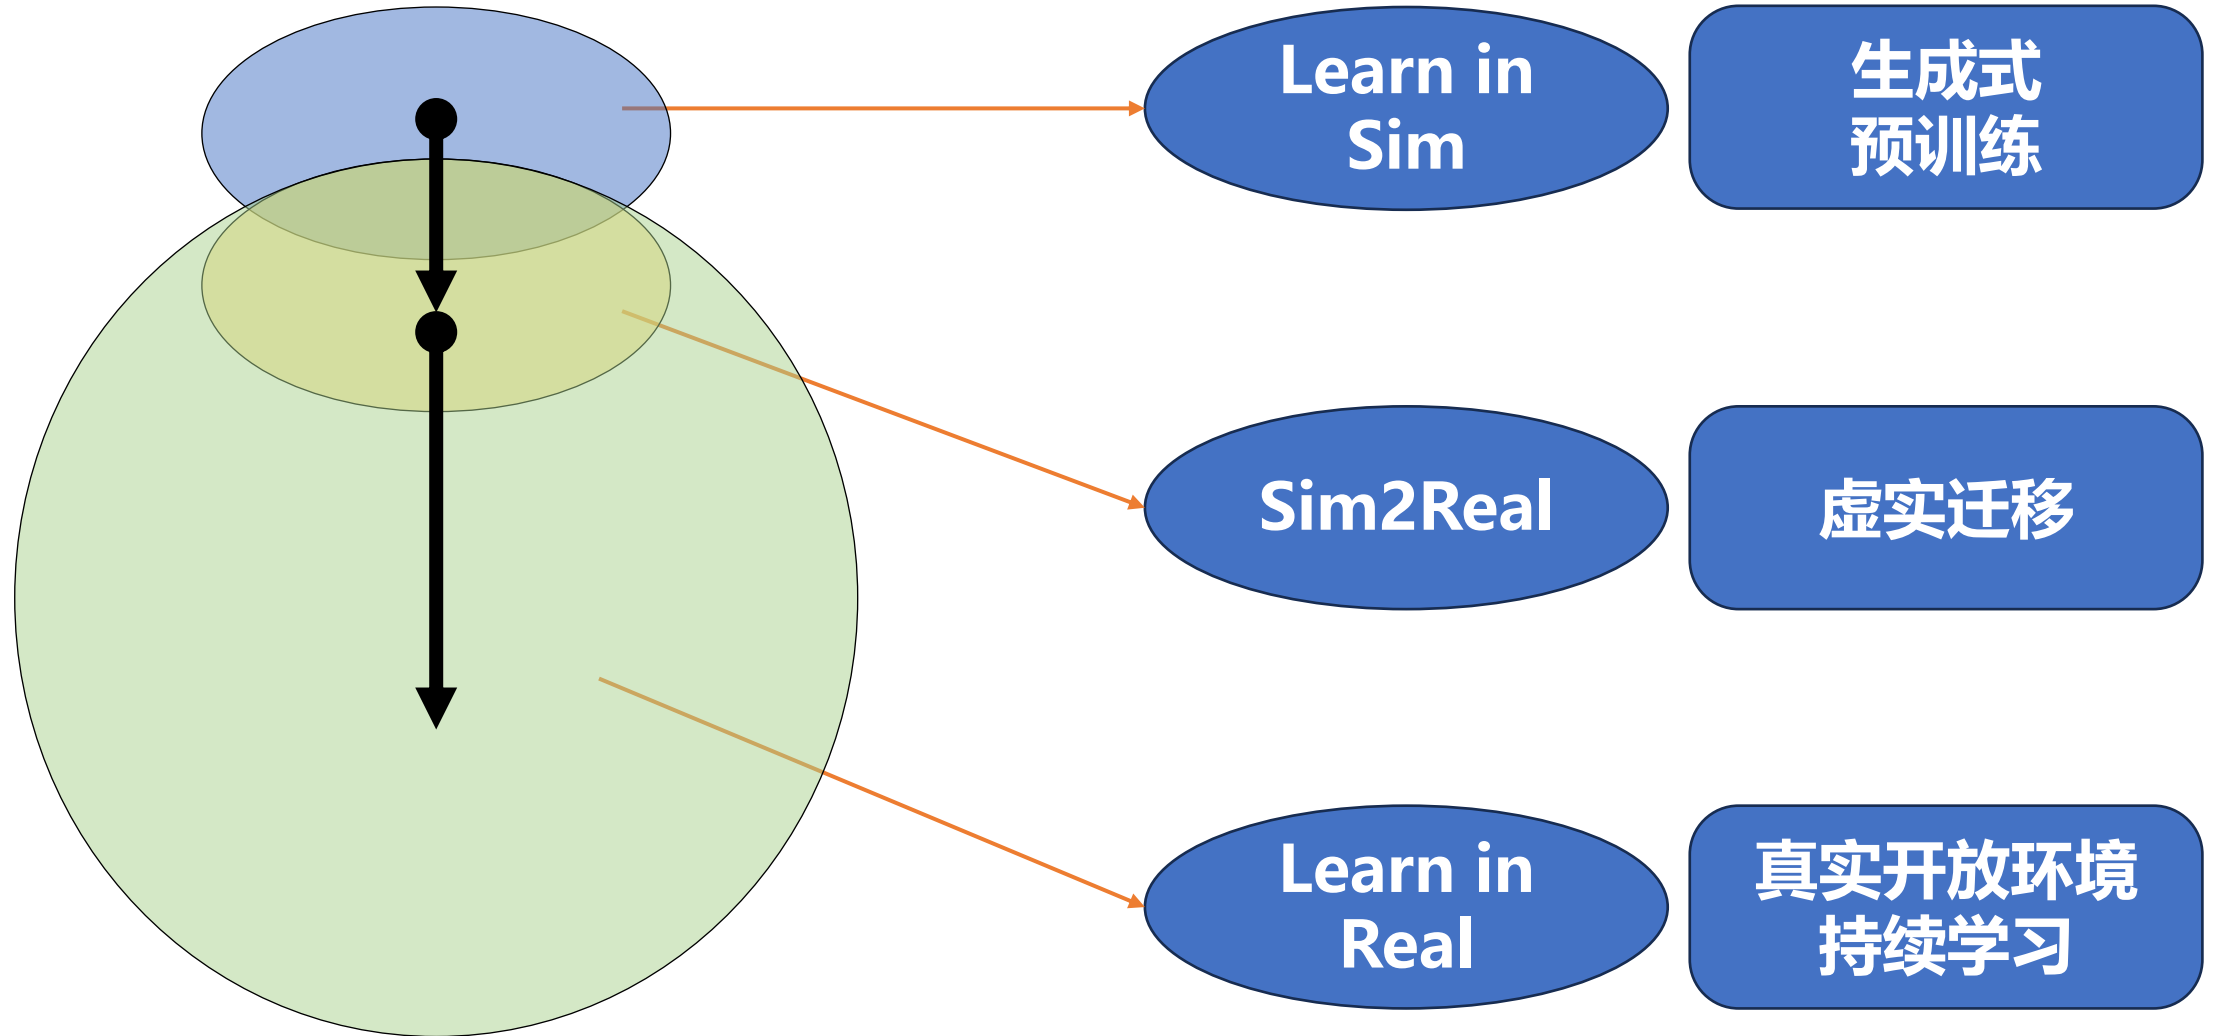 Learn in
Sim
生成式
预训练
Sim2Real
虚实迁移
Learn in
Real
真实开放环境
持续学习